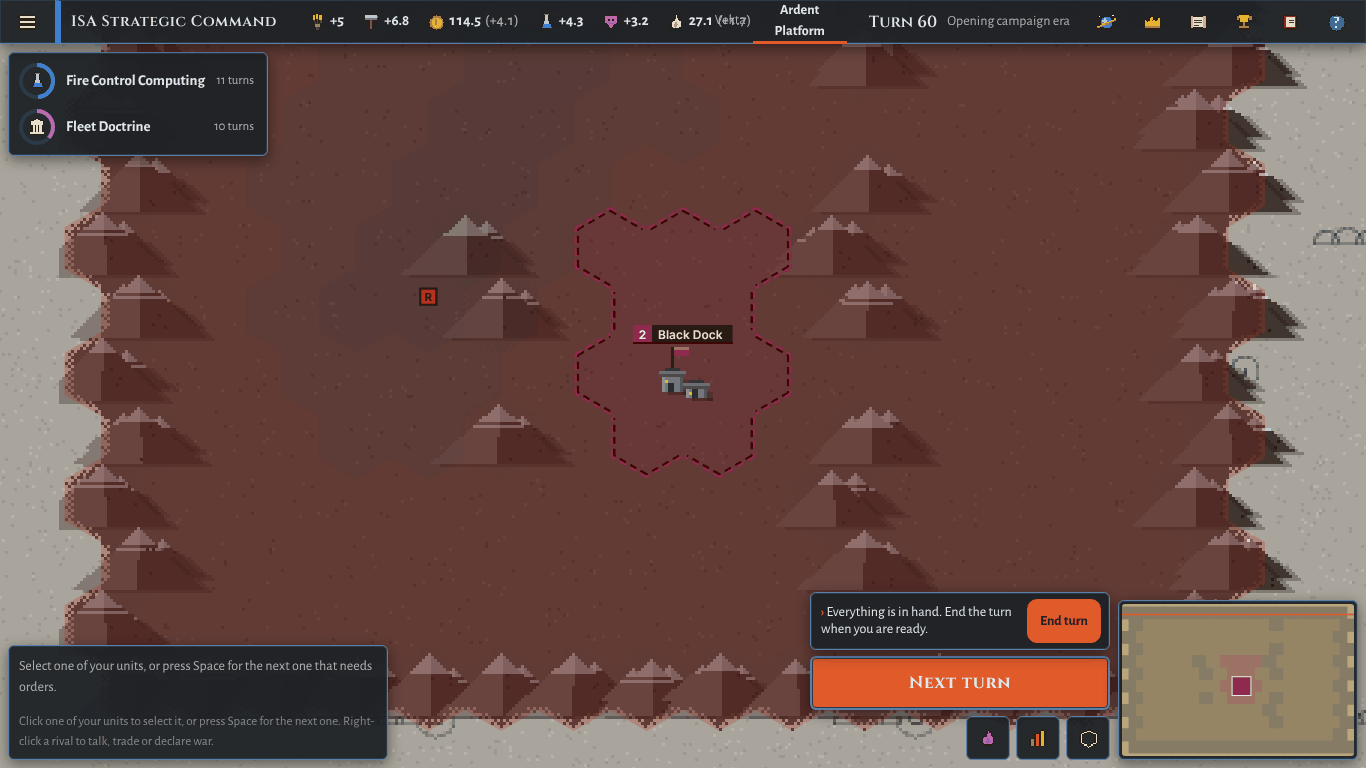 ISA Strategic Command
+5
+6.8
114.5 (+4.1)
+4.3
+3.2
27.1
Ardent
Platform
Turn 60
Opening campaign era
?
Fire Control Computing
11 turns
Fleet Doctrine
10 turns
R
2 Black Dock
› Everything is in hand. End the turn
when you are ready.
End turn
Next turn
Select one of your units, or press Space for the next one that needs
orders.
Click one of your units to select it, or press Space for the next one. Right-
click a rival to talk, trade or declare war.